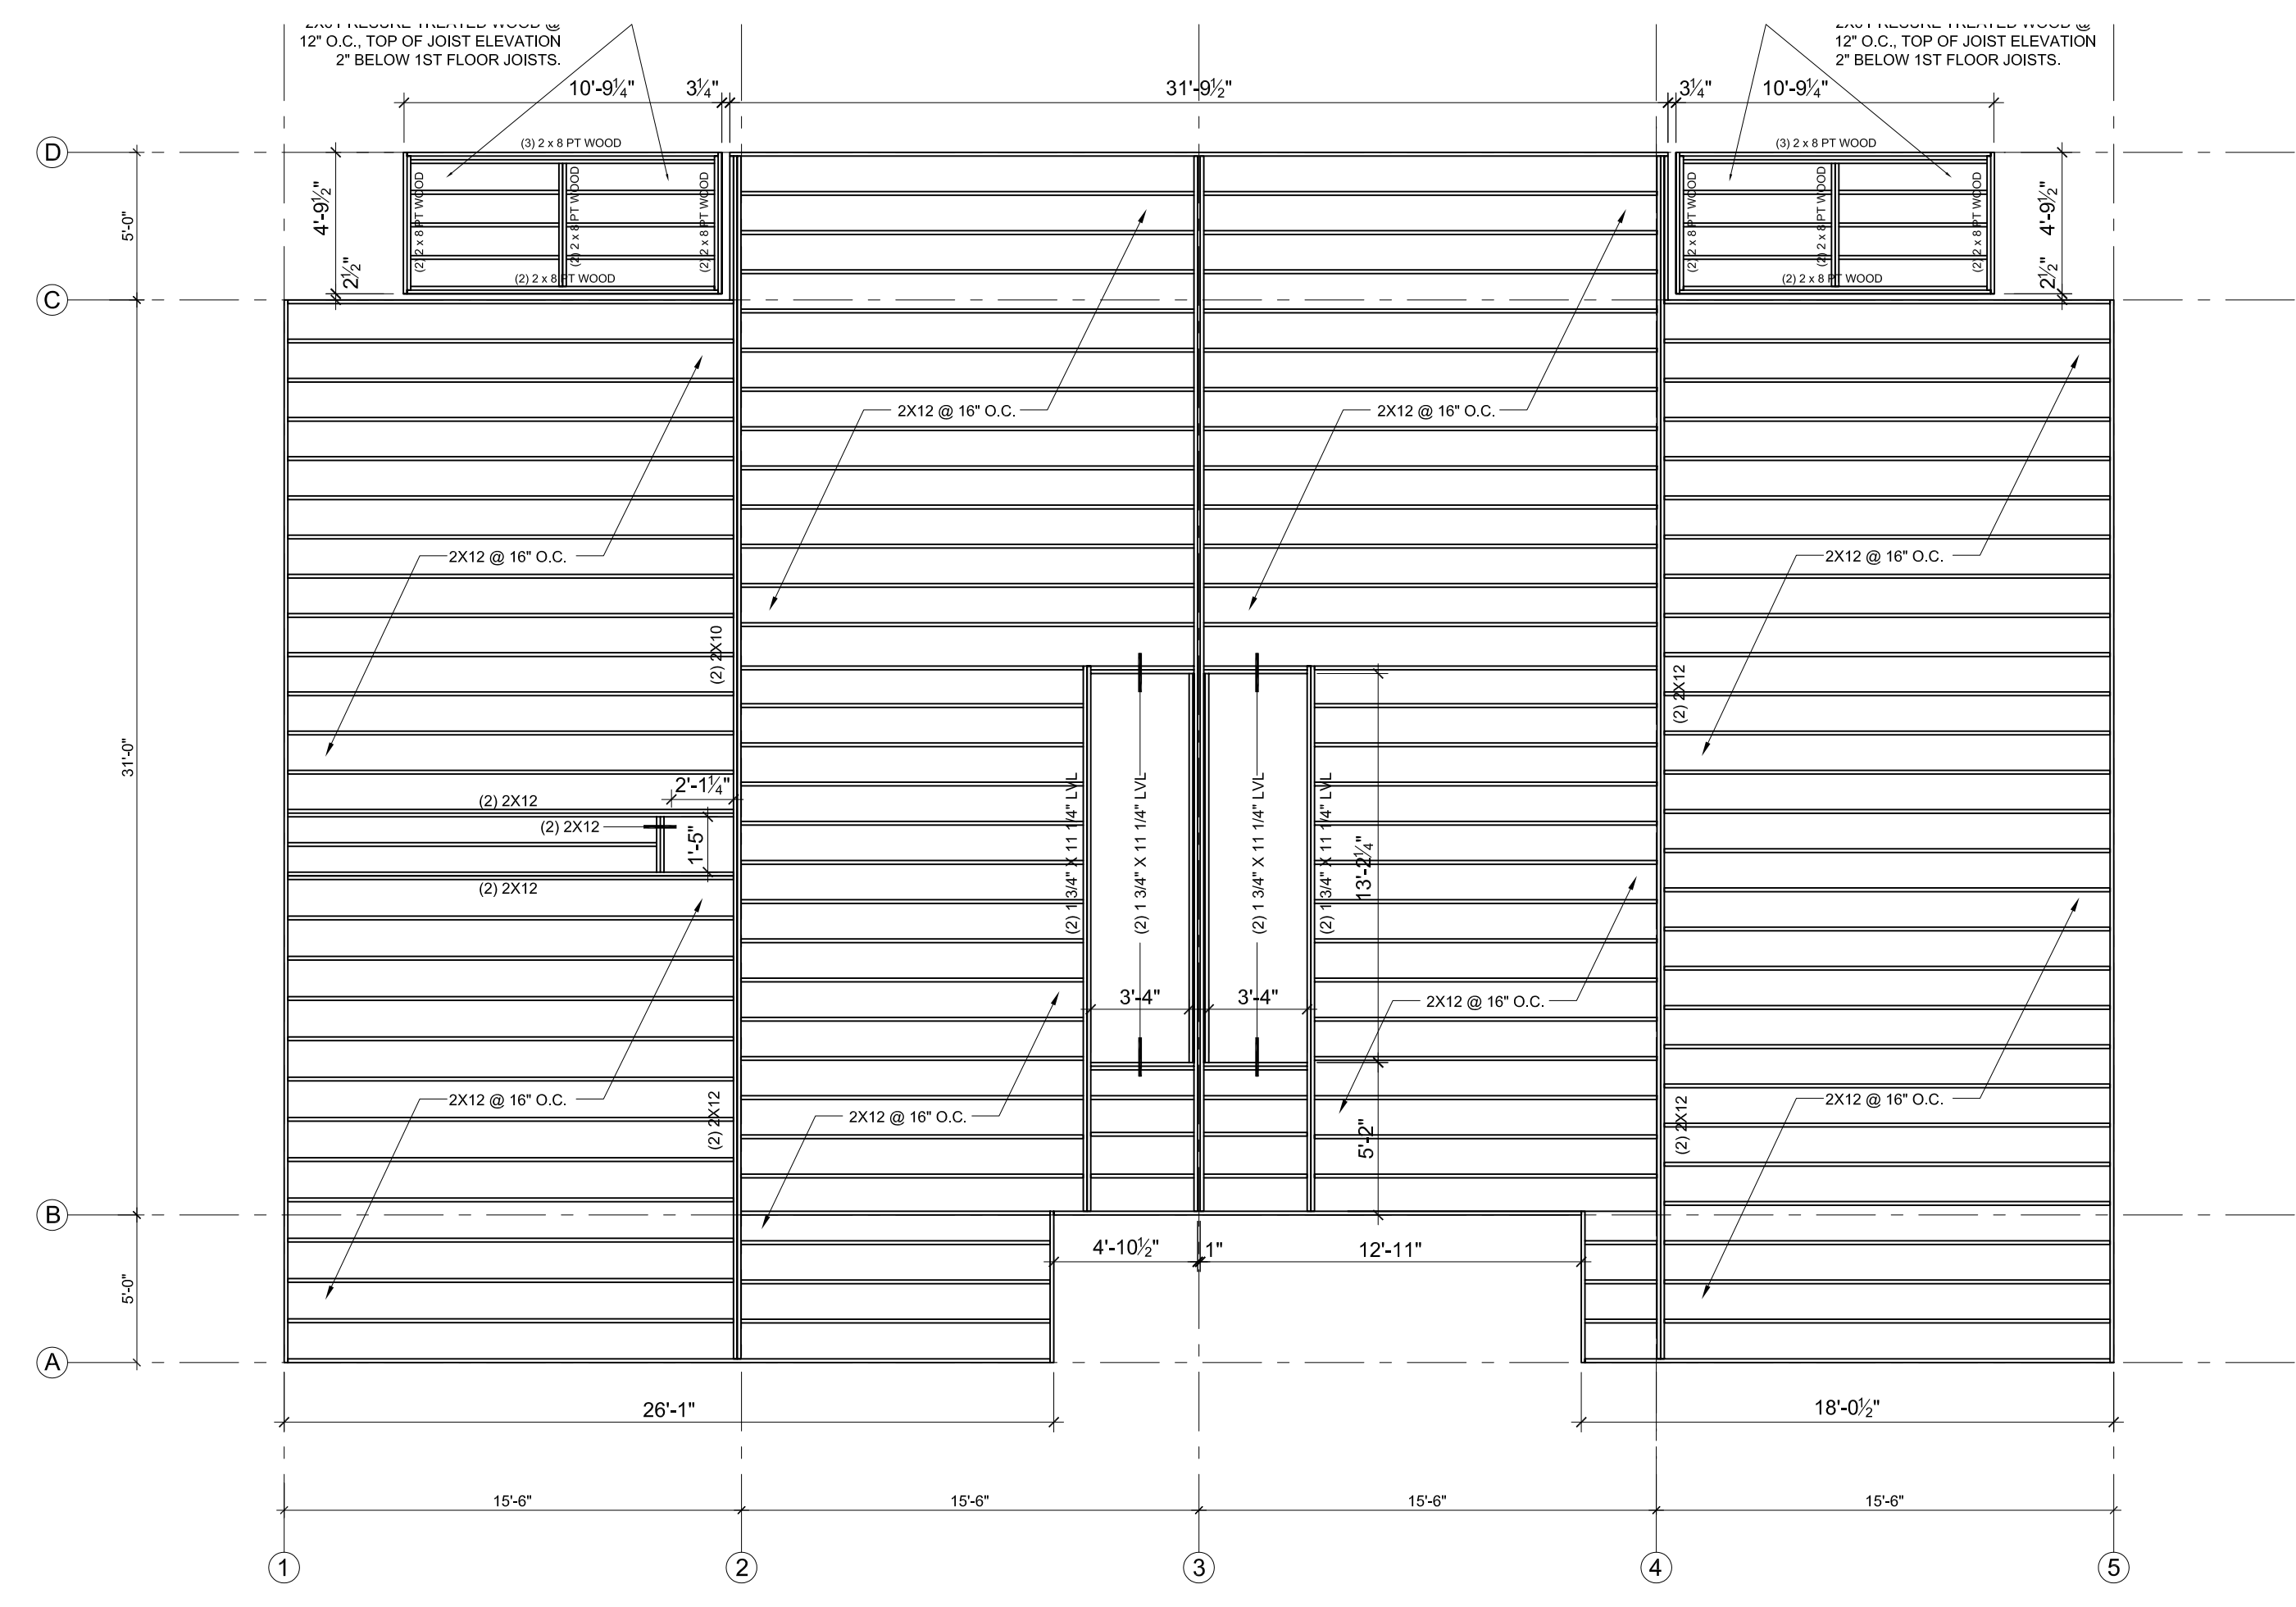 12" O.C., TOP OF JOIST ELEVATION
2" BELOW 1ST FLOOR JOISTS.
12" O.C., TOP OF JOIST ELEVATION
2" BELOW 1ST FLOOR JOISTS.
10'-9¼"
3¼"
31'-9½"
3¼"
10'-9¼"
D
(3) 2 x 8 PT WOOD
(3) 2 x 8 PT WOOD
5'-0"
4'-9½"
(2) 2 x 8 PT WOOD
(2) 2 x 8 PT WOOD
(2) 2 x 8 PT WOOD
(2) 2 x 8 PT WOOD
(2) 2 x 8 PT WOOD
(2) 2 x 8 PT WOOD
4'-9½"
2½"
(2) 2 x 8 PT WOOD
(2) 2 x 8 PT WOOD
2½"
C
2X12 @ 16" O.C.
2X12 @ 16" O.C.
2X12 @ 16" O.C.
2X12 @ 16" O.C.
(2) 2X10
(2) 2X12
31'-0"
2'-1¼"
(2) 2X12
(2) 2X12
1'-5"
(2) 2X12
(2) 1 3/4" X 11 1/4" LVL
(2) 1 3/4" X 11 1/4" LVL
(2) 1 3/4" X 11 1/4" LVL
(2) 1 3/4" X 11 1/4" LVL
13'-2¼"
3'-4"
3'-4"
2X12 @ 16" O.C.
2X12 @ 16" O.C.
(2) 2X12
2X12 @ 16" O.C.
5'-2"
(2) 2X12
2X12 @ 16" O.C.
B
4'-10½"
1"
12'-11"
5'-0"
A
26'-1"
18'-0½"
15'-6"
15'-6"
15'-6"
15'-6"
1
2
3
4
5